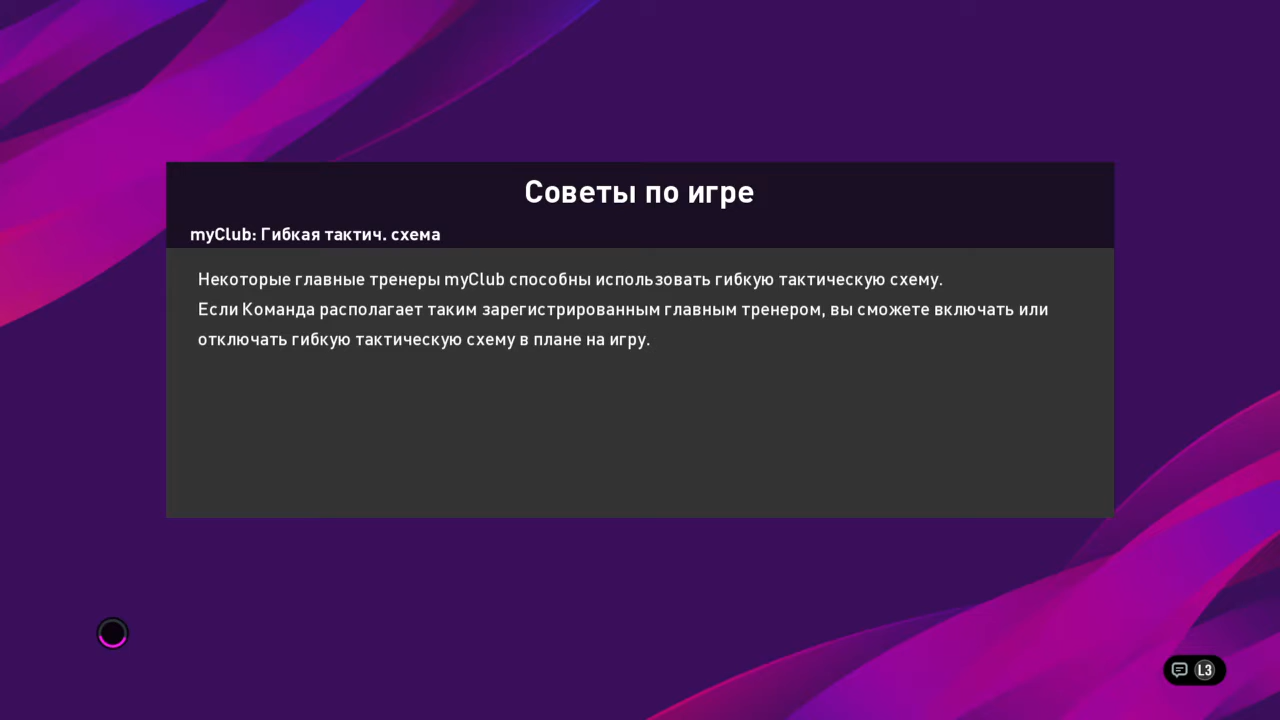 Советы по игре
myClub: Гибкая тактич. схема
Некоторые главные тренеры myClub способны использовать гибкую тактическую схему.
Если Команда располагает таким зарегистрированным главным тренером, вы сможете включать или
отключать гибкую тактическую схему в плане на игру.
L3